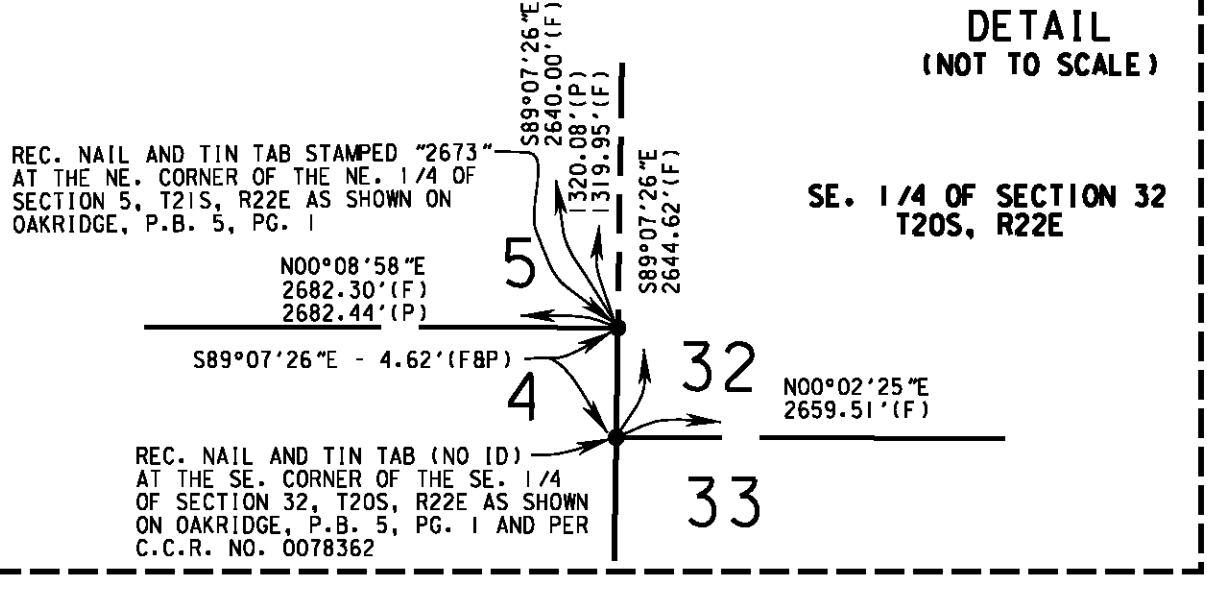 DETAIL
(NOT TO SCALE)
S89°07'26"E
2640.00'(F)
1320.08'(P)
1319.95'(F)
S89°07'26"E
2644.62'(F)
REC. NAIL AND TIN TAB STAMPED "2673"
AT THE NE. CORNER OF THE NE. 1/4 OF
SECTION 5, T21S, R22E AS SHOWN ON
OAKRIDGE, P.B. 5, PG. 1
SE. 1/4 OF SECTION 32
T20S, R22E
5
N00°08'58"E
2682.30'(F)
2682.44'(P)
S89°07'26"E - 4.62'(F&P)
4
32
N00°02'25"E
2659.51'(F)
REC. NAIL AND TIN TAB (NO ID)
AT THE SE. CORNER OF THE SE. 1/4
OF SECTION 32, T20S, R22E AS SHOWN
ON OAKRIDGE, P.B. 5, PG. 1 AND PER
C.C.R. NO. 0078362
33